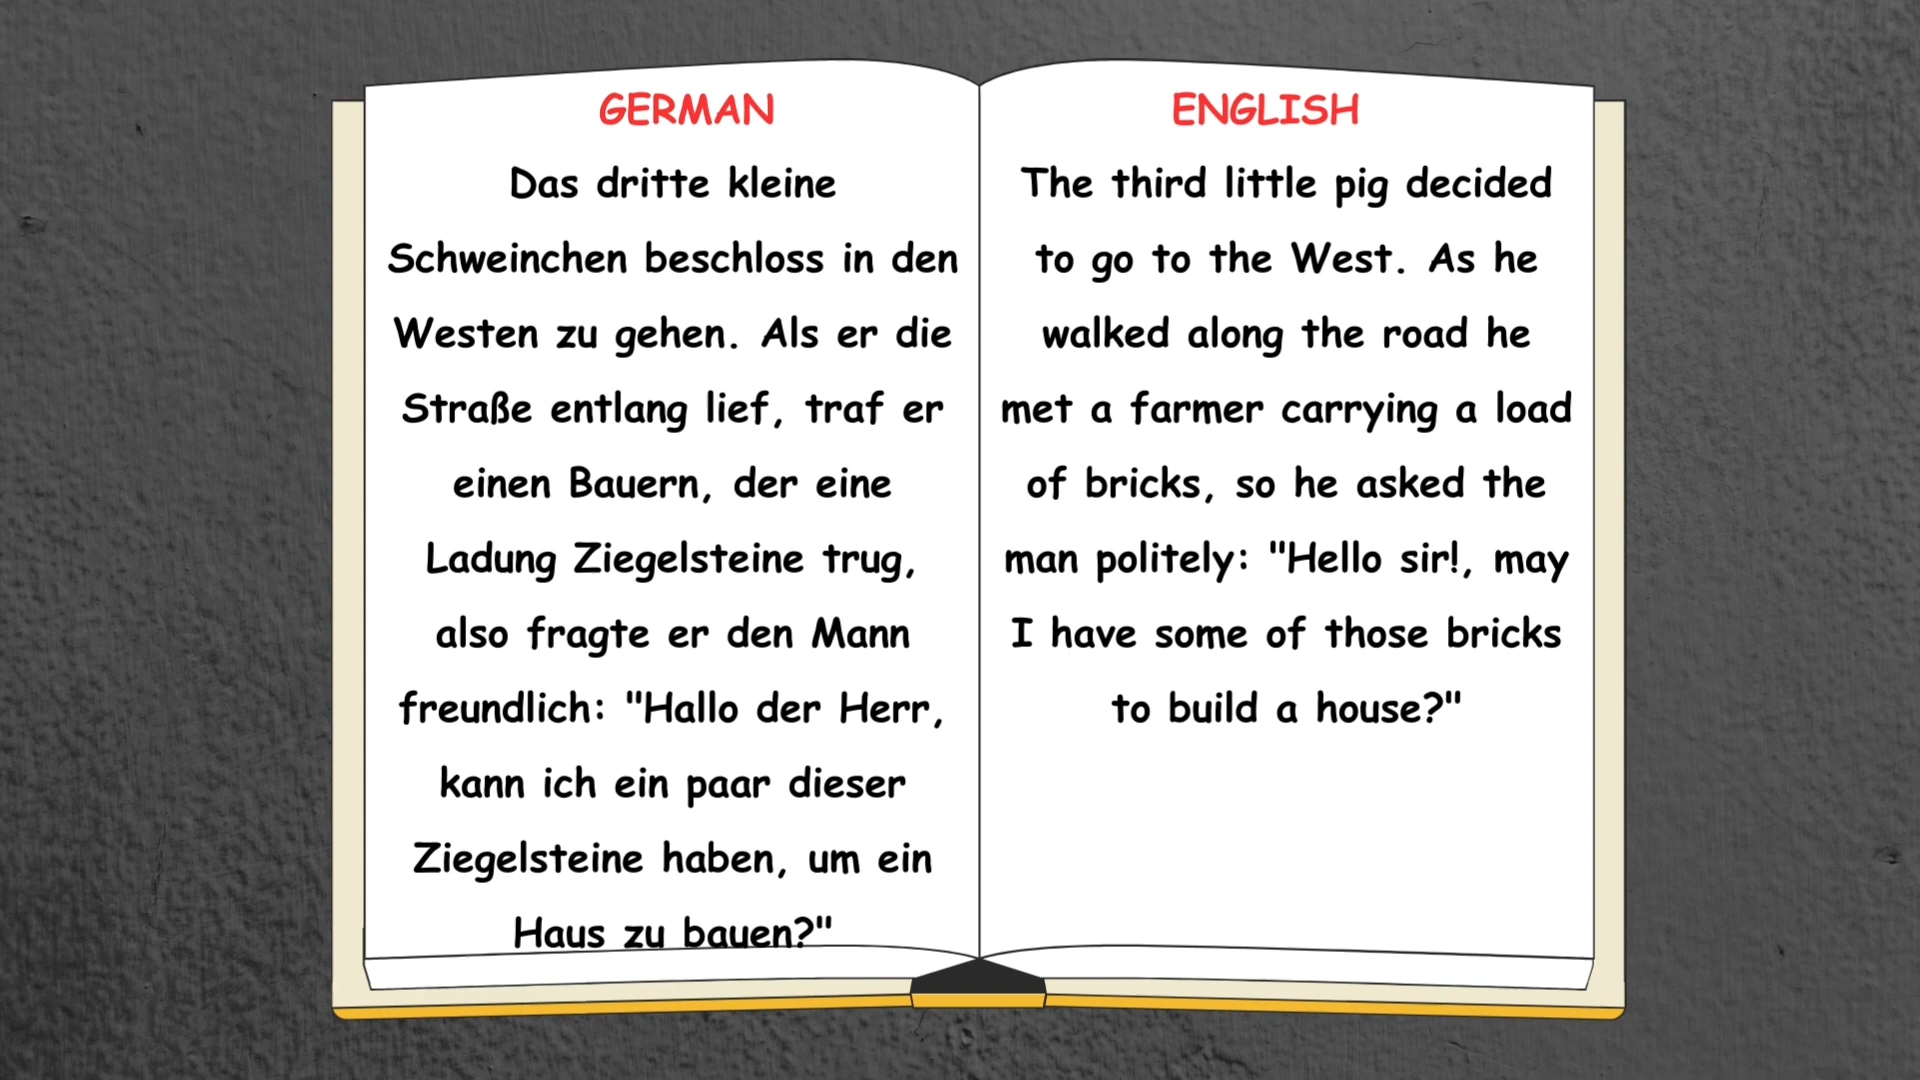 GERMAN
Das dritte kleine
Schweinchen beschloss in den
Westen zu gehen. Als er die
Straße entlang lief, traf er
einen Bauern, der eine
Ladung Ziegelsteine trug,
also fragte er den Mann
freundlich: "Hallo der Herr,
kann ich ein paar dieser
Ziegelsteine haben, um ein
Haus zu bauen?"
ENGLISH
The third little pig decided
to go to the West. As he
walked along the road he
met a farmer carrying a load
of bricks, so he asked the
man politely: "Hello sir!, may
I have some of those bricks
to build a house?"